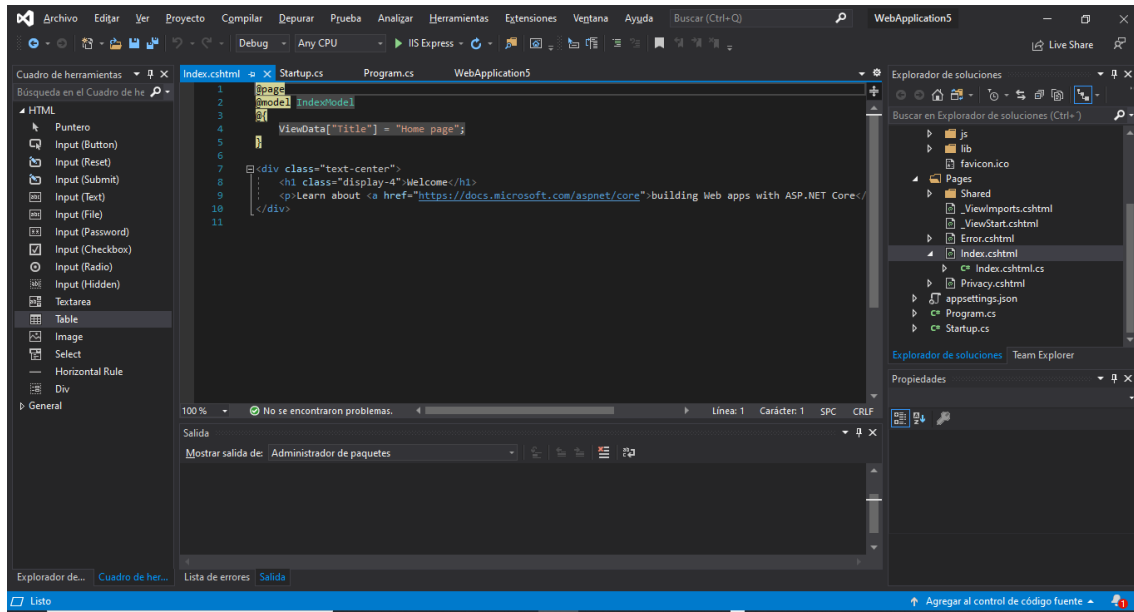 Archivo Editar Ver Proyecto Compilar Depurar Prueba Analizar Herramientas Extensiones Ventana Ayuda Buscar (Ctrl+Q) WebApplication5
Debug Any CPU IIS Express Live Share
Cuadro de herramientas
Búsqueda en el Cuadro de he
HTML
Puntero
Input (Button)
Input (Reset)
Input (Submit)
Input (Text)
Input (File)
Input (Password)
Input (Checkbox)
Input (Radio)
Input (Hidden)
Textarea
Table
Image
Select
Horizontal Rule
Div
General
Explorador de... Cuadro de her...
Index.cshtml Startup.cs Program.cs WebApplication5
1 @page
2 @model IndexModel
3 @{
4 ViewData["Title"] = "Home page";
5 }
6
7 <div class="text-center">
8 <h1 class="display-4">Welcome</h1>
9 <p>Learn about <a href="https://docs.microsoft.com/aspnet/core">building Web apps with ASP.NET Core</
10 </div>
11
100 % No se encontraron problemas. Línea: 1 Carácter: 1 SPC CRLF
Salida
Mostrar salida de: Administrador de paquetes
Lista de errores Salida
Explorador de soluciones
Buscar en Explorador de soluciones (Ctrl+´)
js
lib
favicon.ico
Pages
Shared
_ViewImports.cshtml
_ViewStart.cshtml
Error.cshtml
Index.cshtml
C# Index.cshtml.cs
Privacy.cshtml
appsettings.json
C# Program.cs
C# Startup.cs
Explorador de soluciones Team Explorer
Propiedades
Listo Agregar al control de código fuente 1